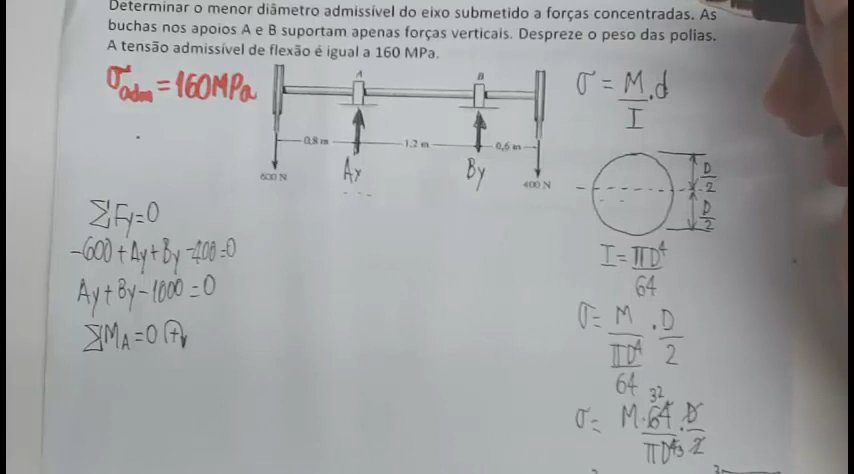 Determinar o menor diâmetro admissível do eixo submetido a forças concentradas. As
buchas nos apoios A e B suportam apenas forças verticais. Despreze o peso das polias.
A tensão admissível de flexão é igual a 160 MPa.
σadm = 160MPa
A
B
0,8 m
1,2 m
0,6 m
600 N
Ay
By
400 N
σ = M/I . d
D/2
D/2
I = πD⁴/64
ΣFy=0
-600 + Ay + By - 400 = 0
Ay + By - 1000 = 0
ΣMA = 0 (+
σ = M/(πD⁴/64) . D/2
32
σ = M.64/πD⁴3 . D/2